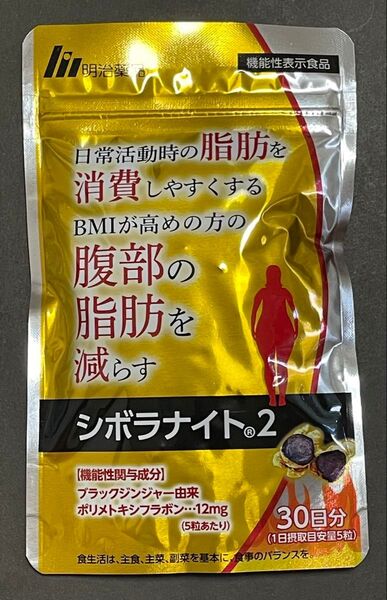 明治薬品
機能性表示食品
日常活動時の脂肪を
消費しやすくする
BMIが高めの方の
腹部の
脂肪を
減らす
シボラナイト®2
【機能性関与成分】
ブラックジンジャー由来
ポリメトキシフラボン…12mg
(5粒あたり)
30日分
(1日摂取目安量5粒)
食生活は、主食、主菜、副菜を基本に、食事のバランスを。